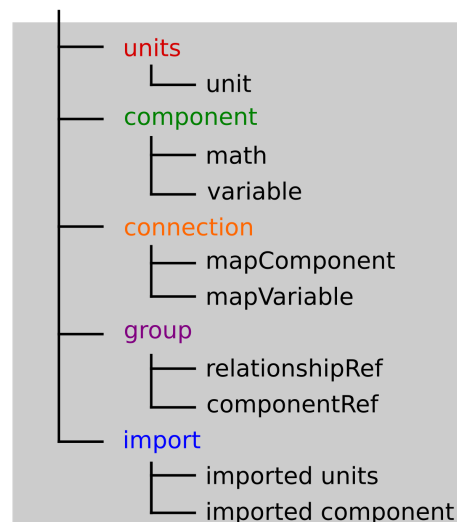 units
unit
component
math
variable
connection
mapComponent
mapVariable
group
relationshipRef
componentRef
import
imported units
imported component